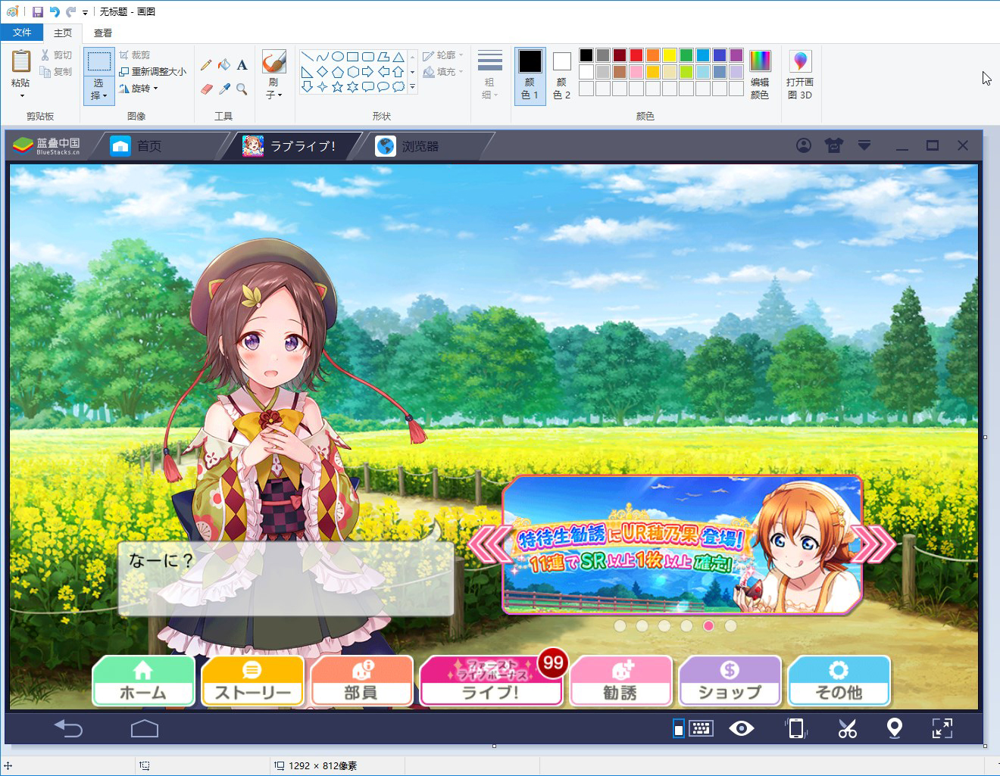 无标题 - 画图
文件
主页
查看
粘贴
剪切
复制
剪贴板
选
择
裁剪
重新调整大小
旋转
图像
A
工具
刷
子
形状
轮廓
填充
粗
细
颜
色 1
颜
色 2
编辑
颜色
颜色
打开画
图 3D
蓝叠中国
BlueStacks.cn
首页
ラブライブ!
浏览器
なーに？
特待生勧誘にUR穂乃果登場!
11連でSR以上1枚以上確定!
ホーム
ストーリー
部員
ファースト
ライブボーナス
99
ライブ!
勧誘
ショップ
その他
1292 × 812像素